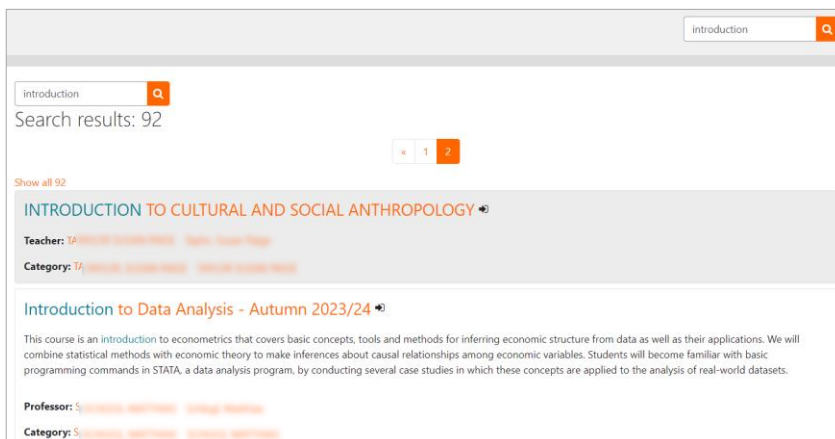 introduction
introduction
Search results: 92
« 1 2
Show all 92
INTRODUCTION TO CULTURAL AND SOCIAL ANTHROPOLOGY
Teacher:
Category:
Introduction to Data Analysis - Autumn 2023/24
This course is an introduction to econometrics that covers basic concepts, tools and methods for inferring economic structure from data as well as their applications. We will
combine statistical methods with economic theory to make inferences about causal relationships among economic variables. Students will become familiar with basic
programming commands in STATA, a data analysis program, by conducting several case studies in which these concepts are applied to the analysis of real-world datasets.
Professor:
Category: